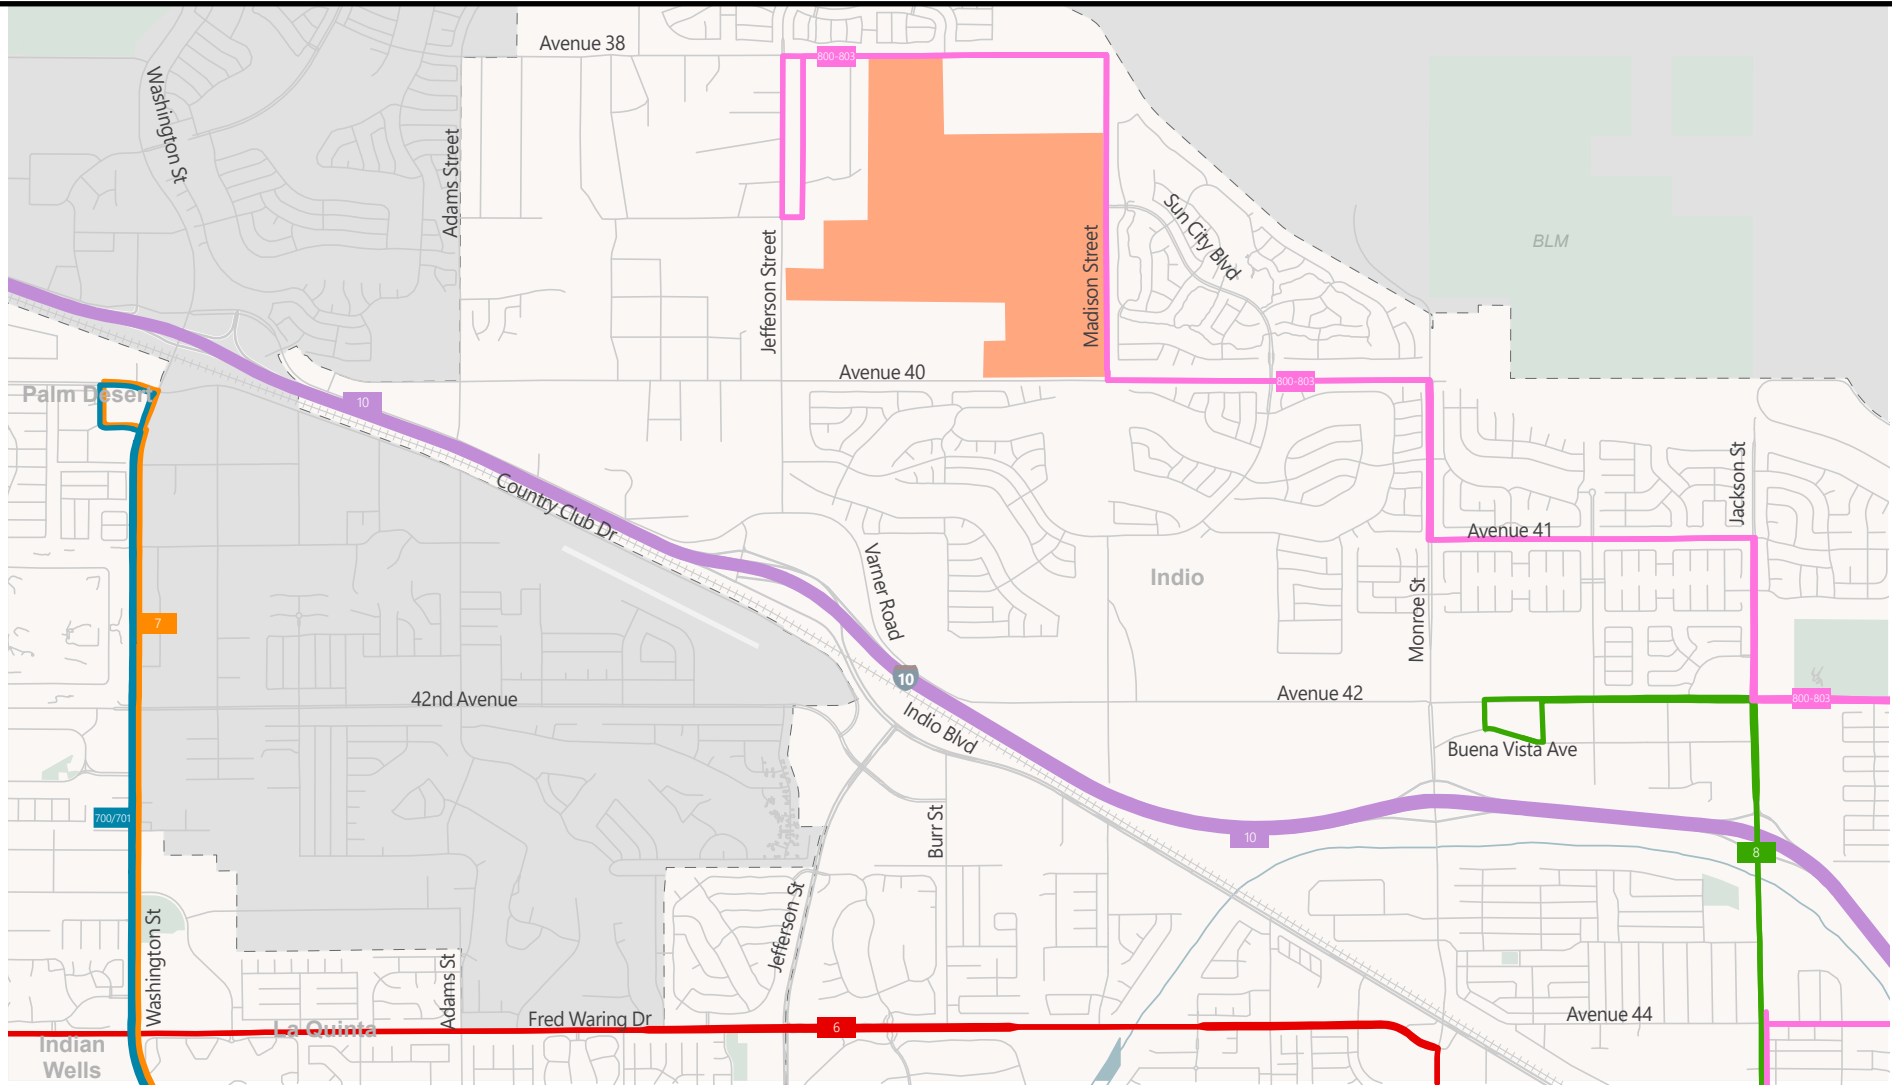 Avenue 38
800-803
Washington St
Adams Street
Sun City Blvd
BLM
Jefferson Street
Madison Street
Avenue 40
800-803
Palm Desert
10
Country Club Dr
Jackson St
Avenue 41
Varner Road
Indio
Monroe St
7
10
42nd Avenue
Avenue 42
800-803
Indio Blvd
Buena Vista Ave
700/701
Burr St
10
8
Jefferson St
Washington St
Adams St
Fred Waring Dr
Avenue 44
6
La Quinta
Indian
Wells